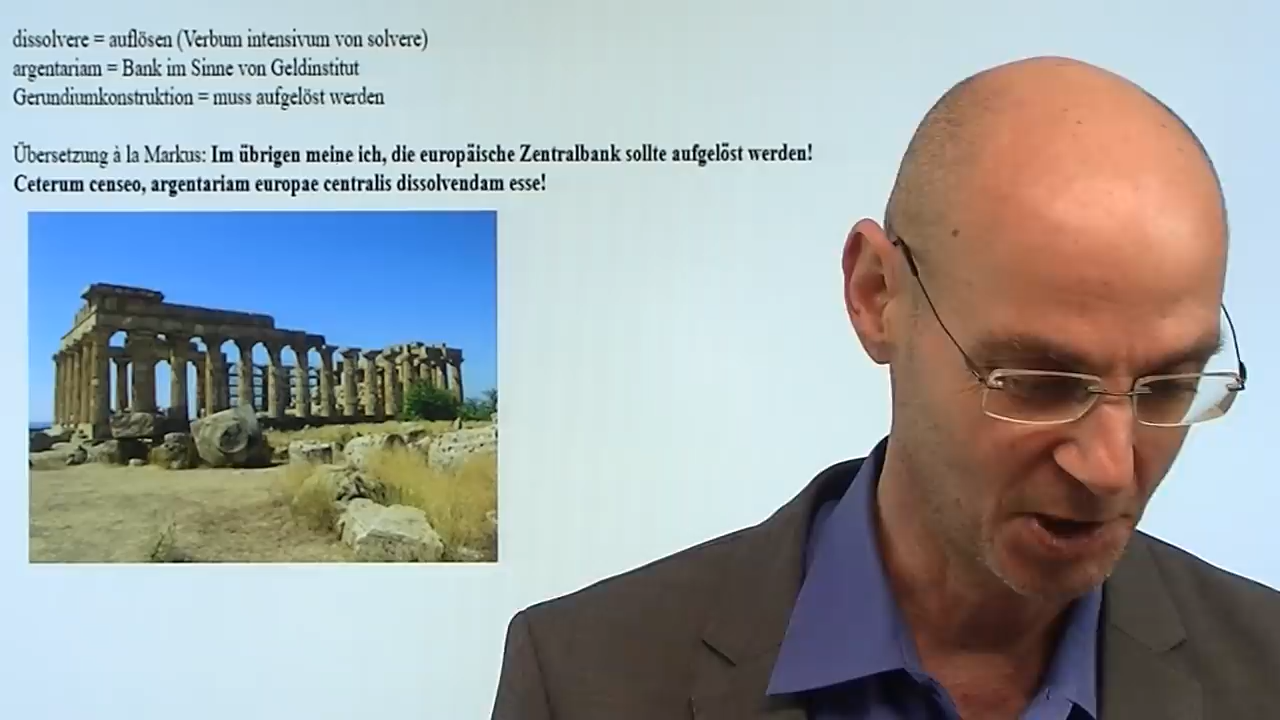 dissolvere = auflösen (Verbum intensivum von solvere)
argentariam = Bank im Sinne von Geldinstitut
Gerundiumkonstruktion = muss aufgelöst werden
Übersetzung à la Markus: Im übrigen meine ich, die europäische Zentralbank sollte aufgelöst werden!
Ceterum censeo, argentariam europae centralis dissolvendam esse!